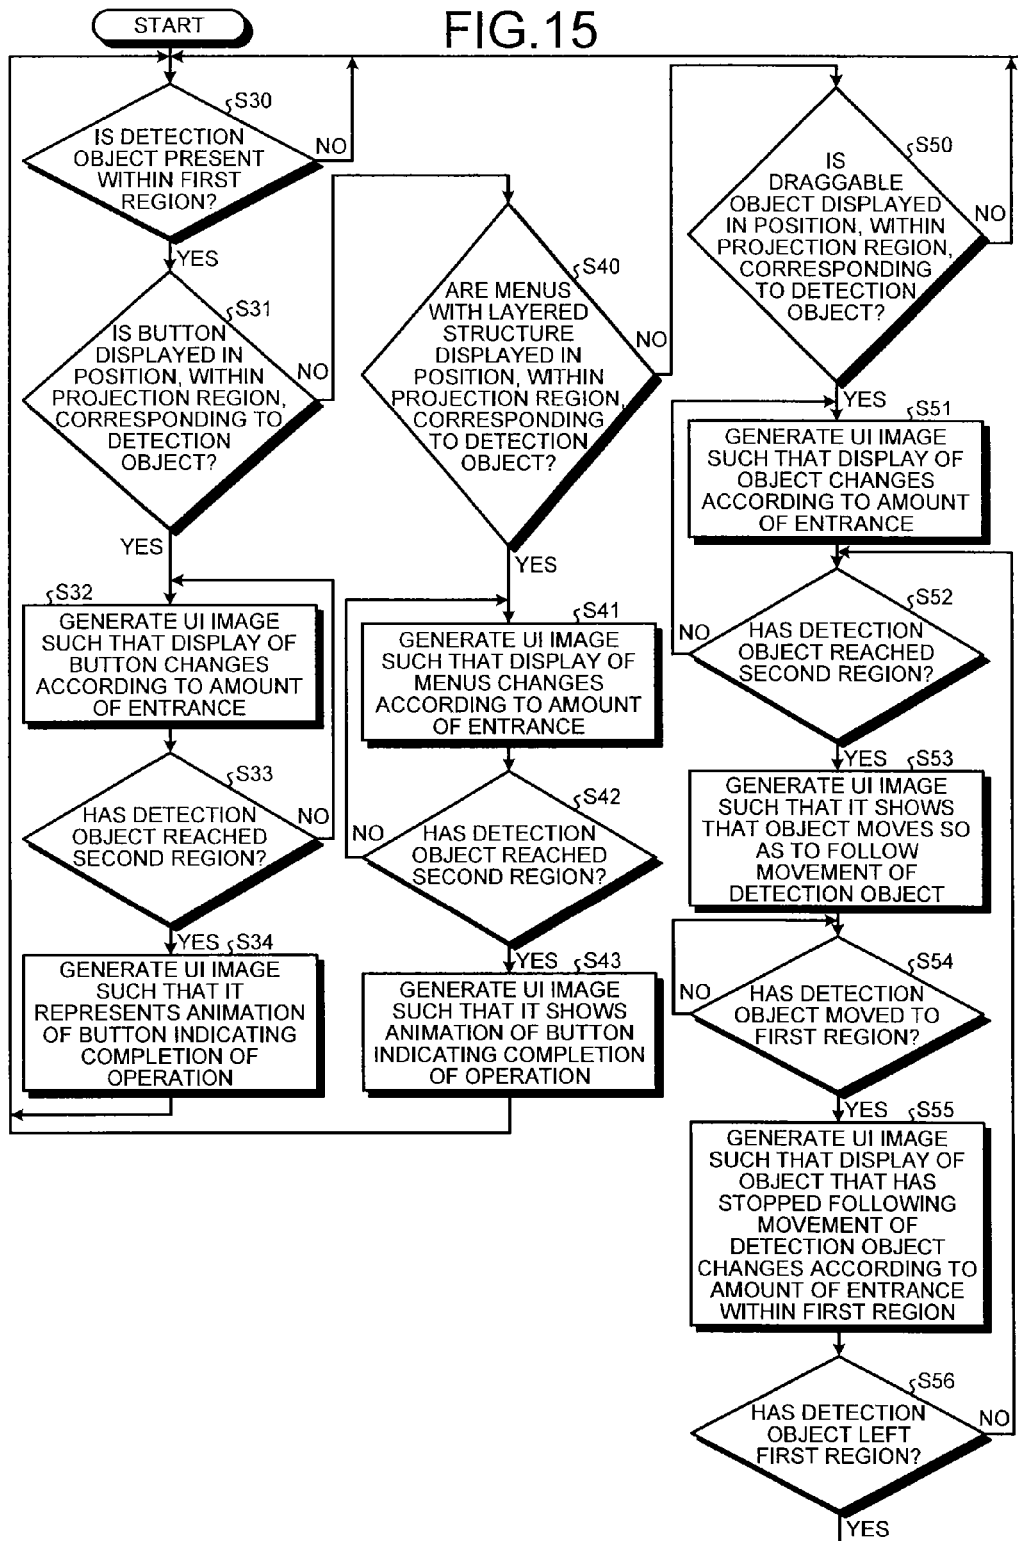 FIG.15
START
S30
IS DETECTION
OBJECT PRESENT
WITHIN FIRST
REGION?
NO
YES
S31
IS BUTTON
DISPLAYED IN
POSITION, WITHIN
PROJECTION REGION,
CORRESPONDING TO
DETECTION
OBJECT?
NO
YES
S32
GENERATE UI IMAGE
SUCH THAT DISPLAY OF
BUTTON CHANGES
ACCORDING TO AMOUNT
OF ENTRANCE
S33
HAS DETECTION
OBJECT REACHED
SECOND REGION?
NO
YES
S34
GENERATE UI IMAGE
SUCH THAT IT
REPRESENTS ANIMATION
OF BUTTON INDICATING
COMPLETION OF
OPERATION
S40
ARE MENUS
WITH LAYERED
STRUCTURE
DISPLAYED IN
POSITION, WITHIN
PROJECTION REGION,
CORRESPONDING
TO DETECTION
OBJECT?
NO
YES
S41
GENERATE UI IMAGE
SUCH THAT DISPLAY OF
MENUS CHANGES
ACCORDING TO AMOUNT
OF ENTRANCE
S42
HAS DETECTION
OBJECT REACHED
SECOND REGION?
NO
YES
S43
GENERATE UI IMAGE
SUCH THAT IT SHOWS
ANIMATION OF BUTTON
INDICATING COMPLETION
OF OPERATION
S50
IS
DRAGGABLE
OBJECT DISPLAYED
IN POSITION, WITHIN
PROJECTION REGION,
CORRESPONDING
TO DETECTION
OBJECT?
NO
YES
S51
GENERATE UI IMAGE
SUCH THAT DISPLAY OF
OBJECT CHANGES
ACCORDING TO AMOUNT
OF ENTRANCE
S52
HAS DETECTION
OBJECT REACHED
SECOND REGION?
NO
YES
S53
GENERATE UI IMAGE
SUCH THAT IT SHOWS
THAT OBJECT MOVES SO
AS TO FOLLOW
MOVEMENT OF
DETECTION OBJECT
S54
HAS DETECTION
OBJECT MOVED TO
FIRST REGION?
NO
YES
S55
GENERATE UI IMAGE
SUCH THAT DISPLAY OF
OBJECT THAT HAS
STOPPED FOLLOWING
MOVEMENT OF
DETECTION OBJECT
CHANGES ACCORDING TO
AMOUNT OF ENTRANCE
WITHIN FIRST REGION
S56
HAS DETECTION
OBJECT LEFT
FIRST REGION?
NO
YES